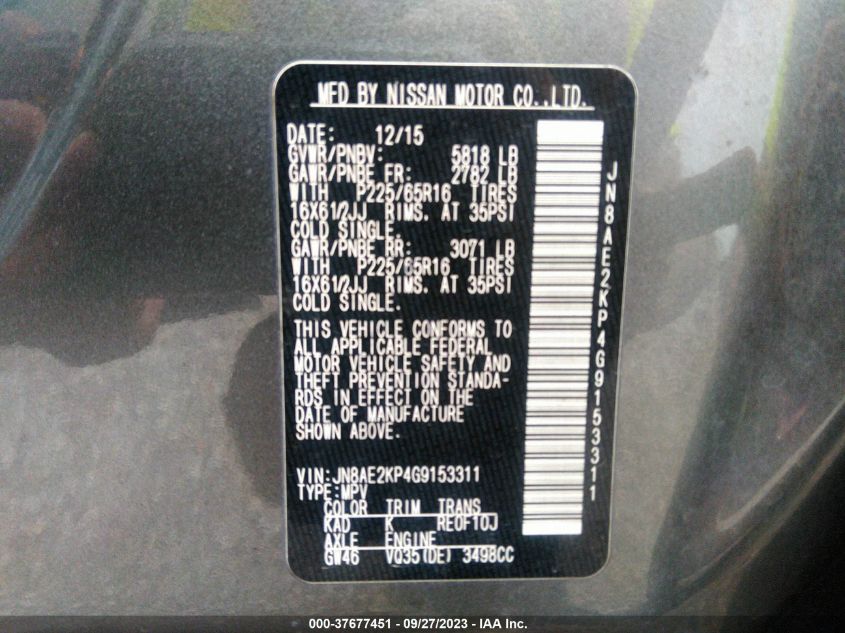 MFD BY NISSAN MOTOR CO.,LTD.
DATE: 12/15
GVWR/PNBV: 5818 LB
GAWR/PNBE FR: 2782 LB
WITH P225/65R16 TIRES
16X61/2JJ RIMS. AT 35PSI
COLD SINGLE.
GAWR/PNBE RR: 3071 LB
WITH P225/65R16 TIRES
16X61/2JJ RIMS. AT 35PSI
COLD SINGLE.
THIS VEHICLE CONFORMS TO
ALL APPLICABLE FEDERAL
MOTOR VEHICLE SAFETY AND
THEFT PREVENTION STANDA-
RDS IN EFFECT ON THE
DATE OF MANUFACTURE
SHOWN ABOVE.
VIN:JN8AE2KP4G9153311
TYPE:MPV
COLOR TRIM TRANS
KAD K RE0F10J
AXLE ENGINE
GW46 VQ35(DE) 3498CC
JN8AE2KP4G9153311
000-37677451 - 09/27/2023 - IAA Inc.